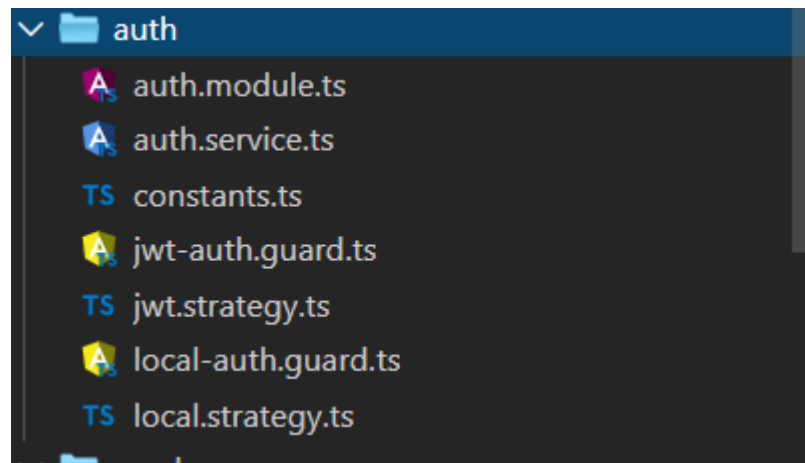 auth
auth.module.ts
auth.service.ts
TS constants.ts
jwt-auth.guard.ts
TS jwt.strategy.ts
local-auth.guard.ts
TS local.strategy.ts